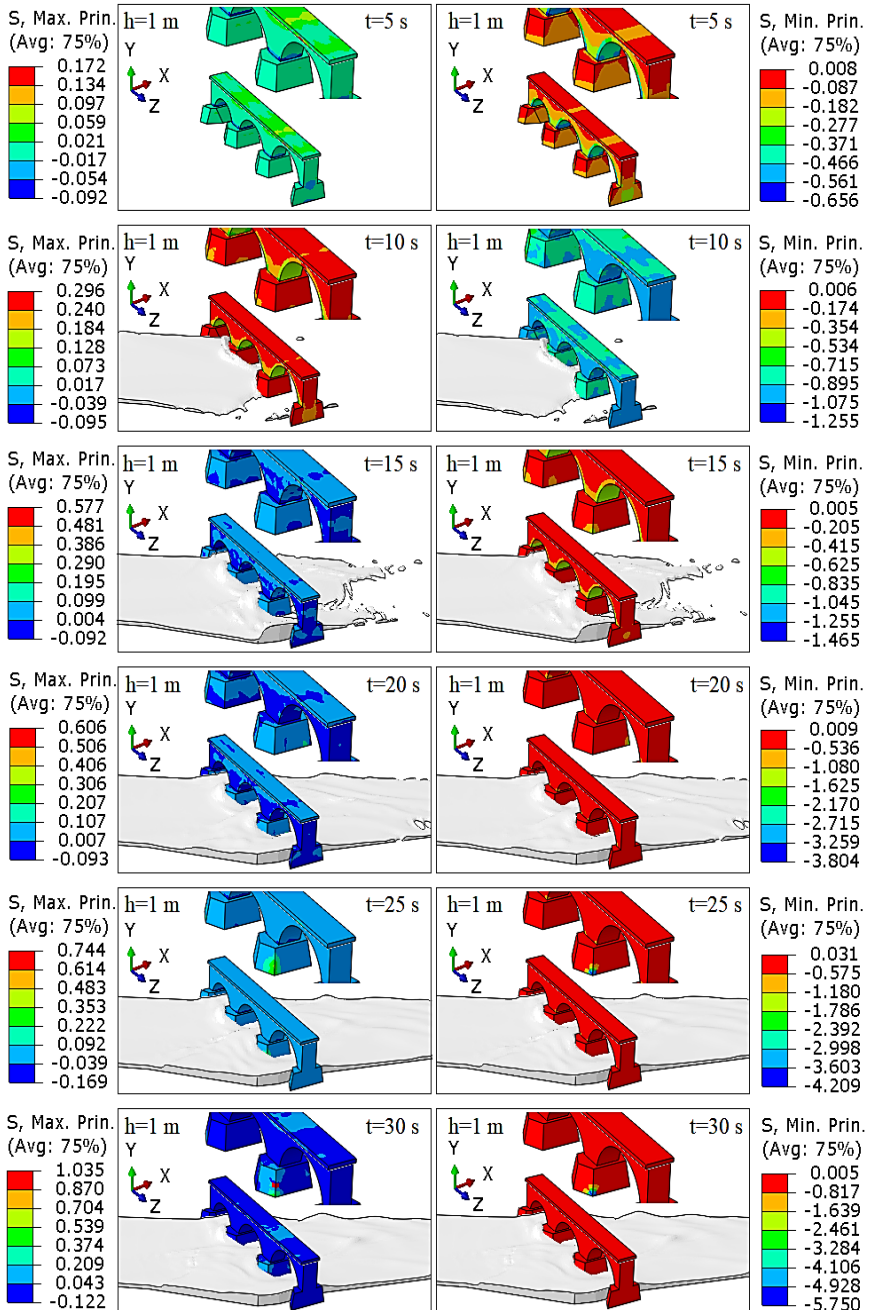 S, Max. Prin.
(Avg: 75%)
0.172
0.134
0.097
0.059
0.021
-0.017
-0.054
-0.092
h=1 m
t=5 s
Y
X
Z
h=1 m
t=5 s
Y
X
Z
S, Min. Prin.
(Avg: 75%)
0.008
-0.087
-0.182
-0.277
-0.371
-0.466
-0.561
-0.656
S, Max. Prin.
(Avg: 75%)
0.296
0.240
0.184
0.128
0.073
0.017
-0.039
-0.095
h=1 m
t=10 s
Y
X
Z
h=1 m
t=10 s
Y
X
Z
S, Min. Prin.
(Avg: 75%)
0.006
-0.174
-0.354
-0.534
-0.715
-0.895
-1.075
-1.255
S, Max. Prin.
(Avg: 75%)
0.577
0.481
0.386
0.290
0.195
0.099
0.004
-0.092
h=1 m
t=15 s
Y
X
Z
h=1 m
t=15 s
Y
X
Z
S, Min. Prin.
(Avg: 75%)
0.005
-0.205
-0.415
-0.625
-0.835
-1.045
-1.255
-1.465
S, Max. Prin.
(Avg: 75%)
0.606
0.506
0.406
0.306
0.207
0.107
0.007
-0.093
h=1 m
t=20 s
Y
X
Z
h=1 m
t=20 s
Y
X
Z
S, Min. Prin.
(Avg: 75%)
0.009
-0.536
-1.080
-1.625
-2.170
-2.715
-3.259
-3.804
S, Max. Prin.
(Avg: 75%)
0.744
0.614
0.483
0.353
0.222
0.092
-0.039
-0.169
h=1 m
t=25 s
Y
X
Z
h=1 m
t=25 s
Y
X
Z
S, Min. Prin.
(Avg: 75%)
0.031
-0.575
-1.180
-1.786
-2.392
-2.998
-3.603
-4.209
S, Max. Prin.
(Avg: 75%)
1.035
0.870
0.704
0.539
0.374
0.209
0.043
-0.122
h=1 m
t=30 s
Y
X
Z
h=1 m
t=30 s
Y
X
Z
S, Min. Prin.
(Avg: 75%)
0.005
-0.817
-1.639
-2.461
-3.284
-4.106
-4.928
-5.750